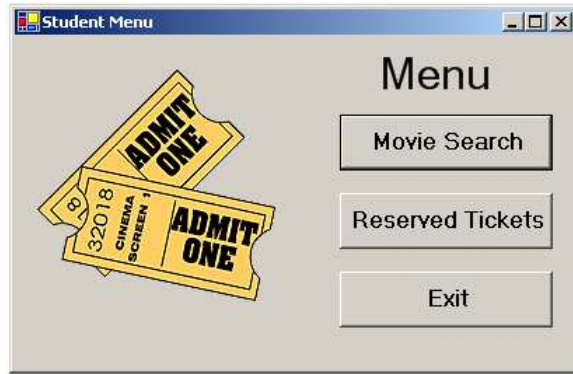 Student Menu
Menu
Movie Search
Reserved Tickets
Exit
ADMIT
ONE
8
32018
CINEMA
SCREEN 1
ADMIT
ONE